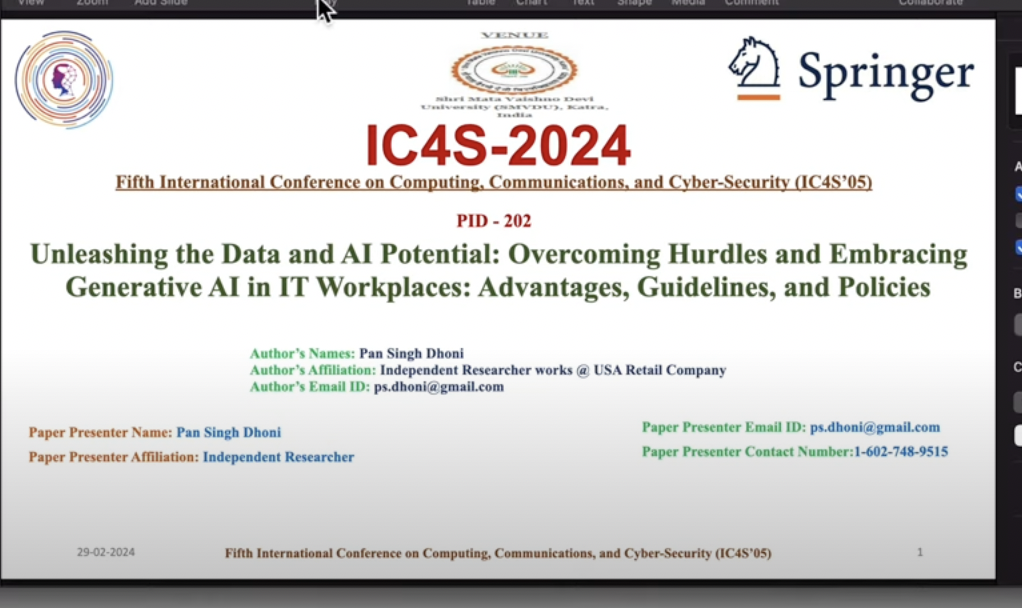 View Zoom Add Slide Table Chart Text Shape Media Comment Collaborate
VENUE
Shri Mata Vaishno Devi
University (SMVDU), Katra,
India
Springer
IC4S-2024
Fifth International Conference on Computing, Communications, and Cyber-Security (IC4S'05)
PID - 202
Unleashing the Data and AI Potential: Overcoming Hurdles and Embracing
Generative AI in IT Workplaces: Advantages, Guidelines, and Policies
Author's Names: Pan Singh Dhoni
Author's Affiliation: Independent Researcher works @ USA Retail Company
Author's Email ID: ps.dhoni@gmail.com
Paper Presenter Name: Pan Singh Dhoni
Paper Presenter Affiliation: Independent Researcher
Paper Presenter Email ID: ps.dhoni@gmail.com
Paper Presenter Contact Number:1-602-748-9515
29-02-2024
Fifth International Conference on Computing, Communications, and Cyber-Security (IC4S'05)
1